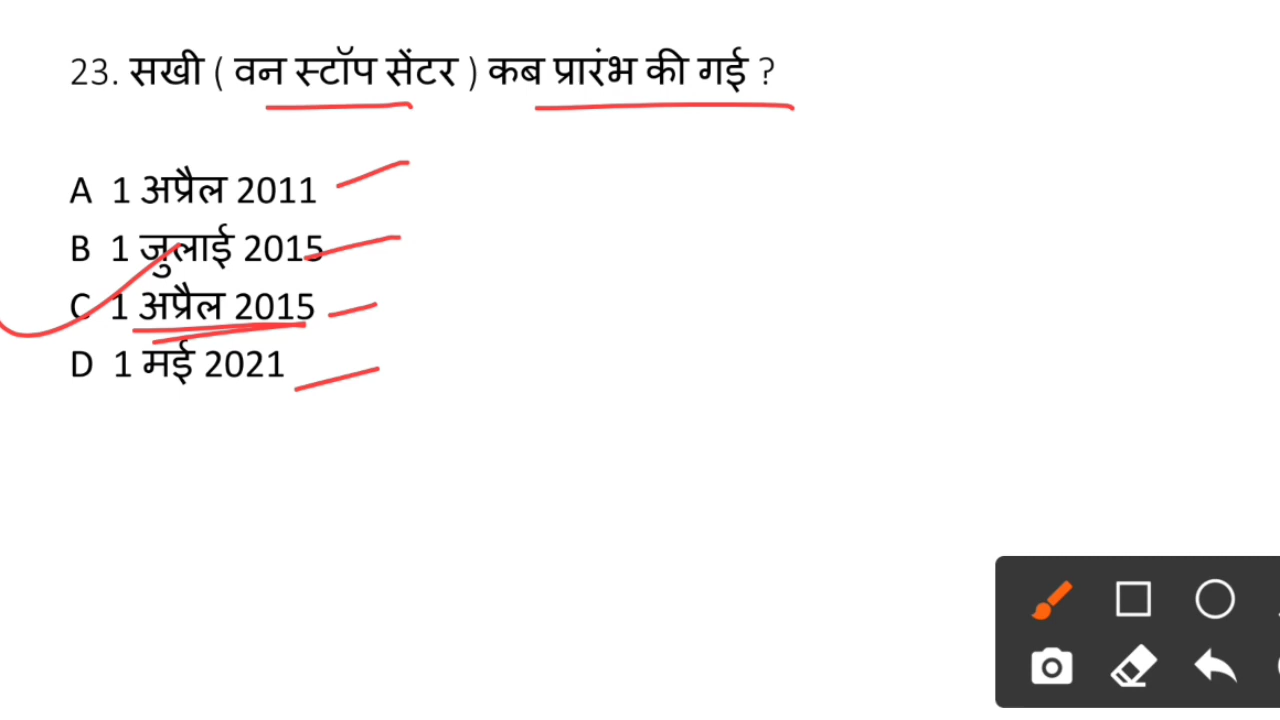 23. सखी ( वन स्टॉप सेंटर ) कब प्रारंभ की गई ?
A 1 अप्रैल 2011
B 1 जुलाई 2015
C 1 अप्रैल 2015
D 1 मई 2021